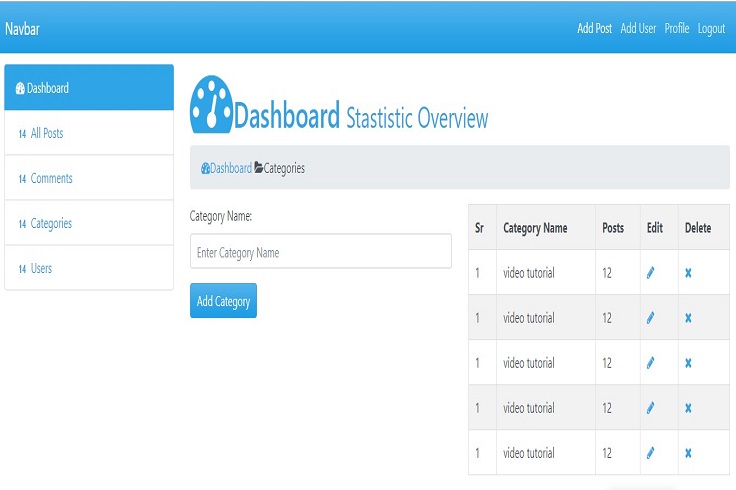 Navbar Add Post Add User Profile Logout
Dashboard
14 All Posts
14 Comments
14 Categories
14 Users
Dashboard Stastistic Overview
Dashboard Categories
Category Name:
Enter Category Name
Add Category
Sr Category Name Posts Edit Delete
1 video tutorial 12
1 video tutorial 12
1 video tutorial 12
1 video tutorial 12
1 video tutorial 12